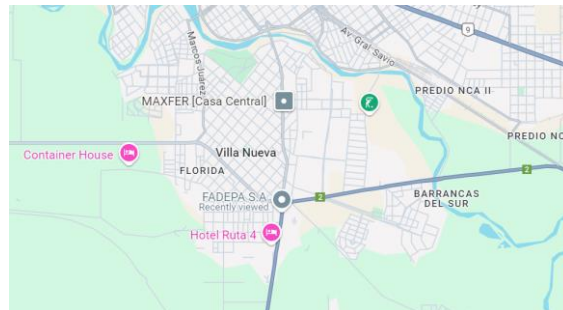 Marcos Juárez
Av. Gral Savio
9
MAXFER [Casa Central]
PREDIO NCA II
PREDIO NC
Container House
Villa Nueva
FLORIDA
2
FADEPA S.A.
Recently viewed
2
BARRANCAS
DEL SUR
Hotel Ruta 4